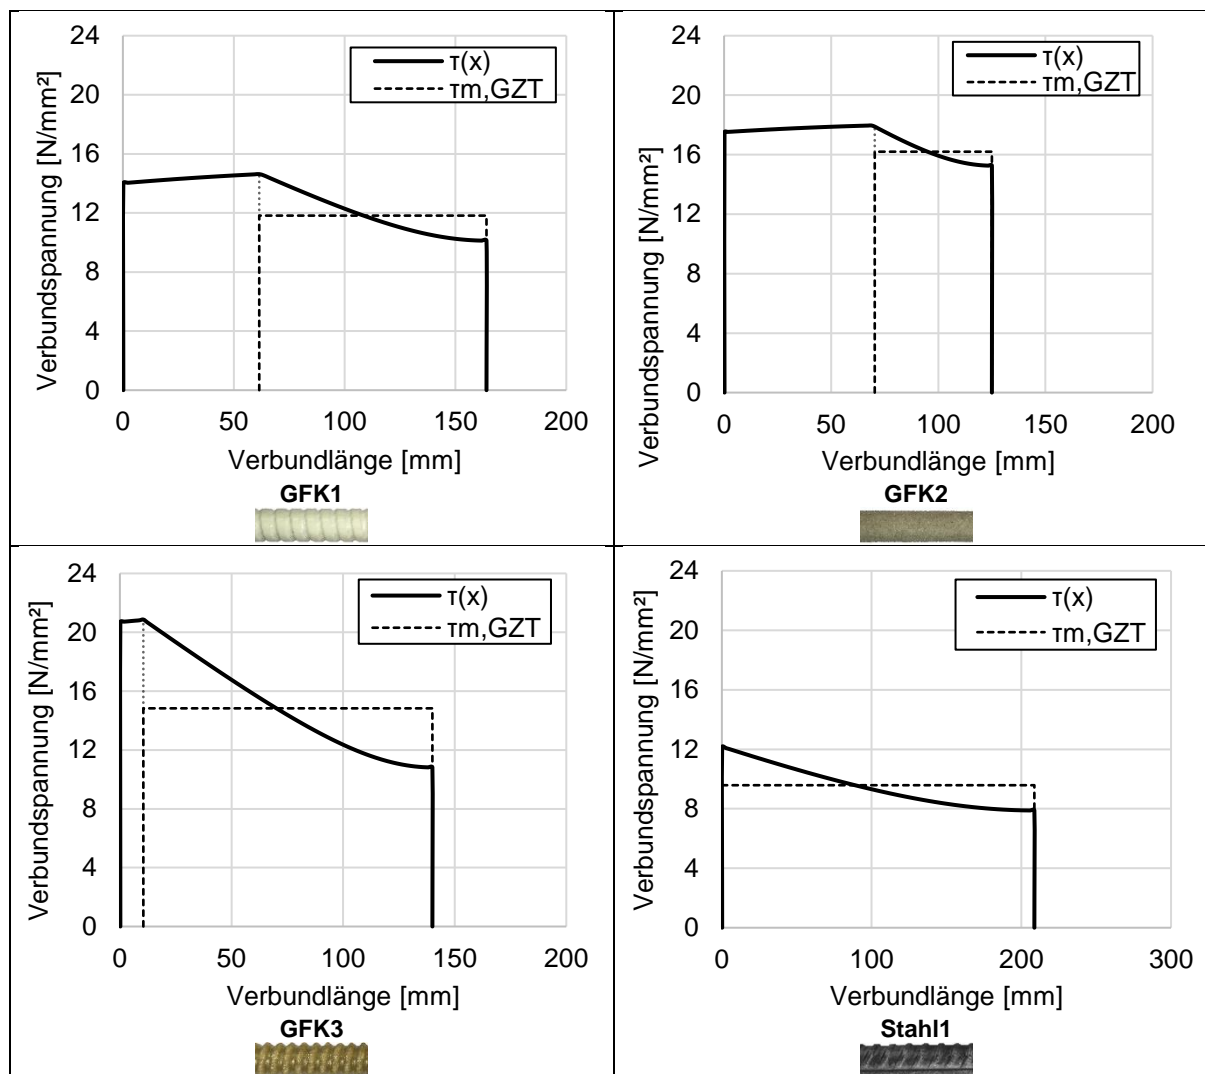 24
20
16
12
8
4
0
Verbundspannung [N/mm²]
τ(x)
τm,GZT
0 50 100 150 200
Verbundlänge [mm]
GFK1
24
20
16
12
8
4
0
Verbundspannung [N/mm²]
τ(x)
τm,GZT
0 50 100 150 200
Verbundlänge [mm]
GFK2
24
20
16
12
8
4
0
Verbundspannung [N/mm²]
τ(x)
τm,GZT
0 50 100 150 200
Verbundlänge [mm]
GFK3
24
20
16
12
8
4
0
Verbundspannung [N/mm²]
τ(x)
τm,GZT
0 100 200 300
Verbundlänge [mm]
Stahl1